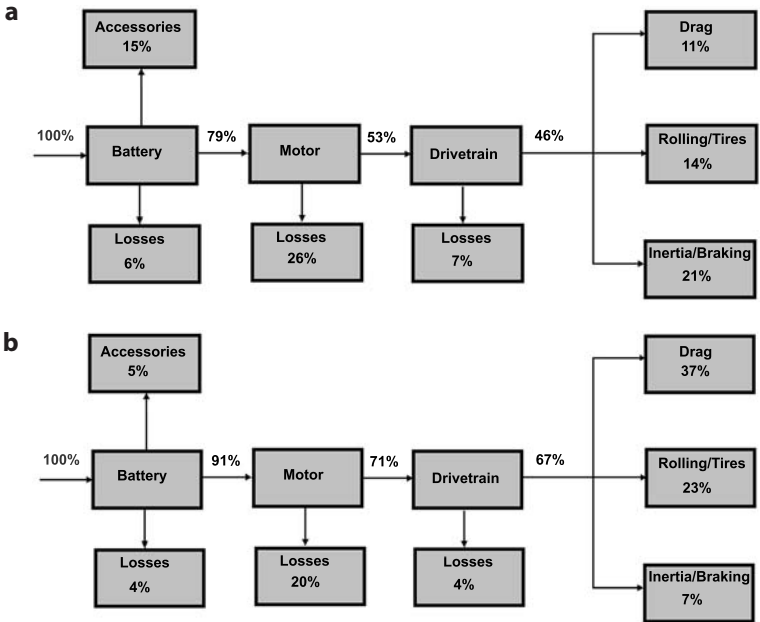 a
Accessories
15%
Drag
11%
100%
Battery
79%
Motor
53%
Drivetrain
46%
Rolling/Tires
14%
Losses
6%
Losses
26%
Losses
7%
Inertia/Braking
21%
b
Accessories
5%
Drag
37%
100%
Battery
91%
Motor
71%
Drivetrain
67%
Rolling/Tires
23%
Losses
4%
Losses
20%
Losses
4%
Inertia/Braking
7%